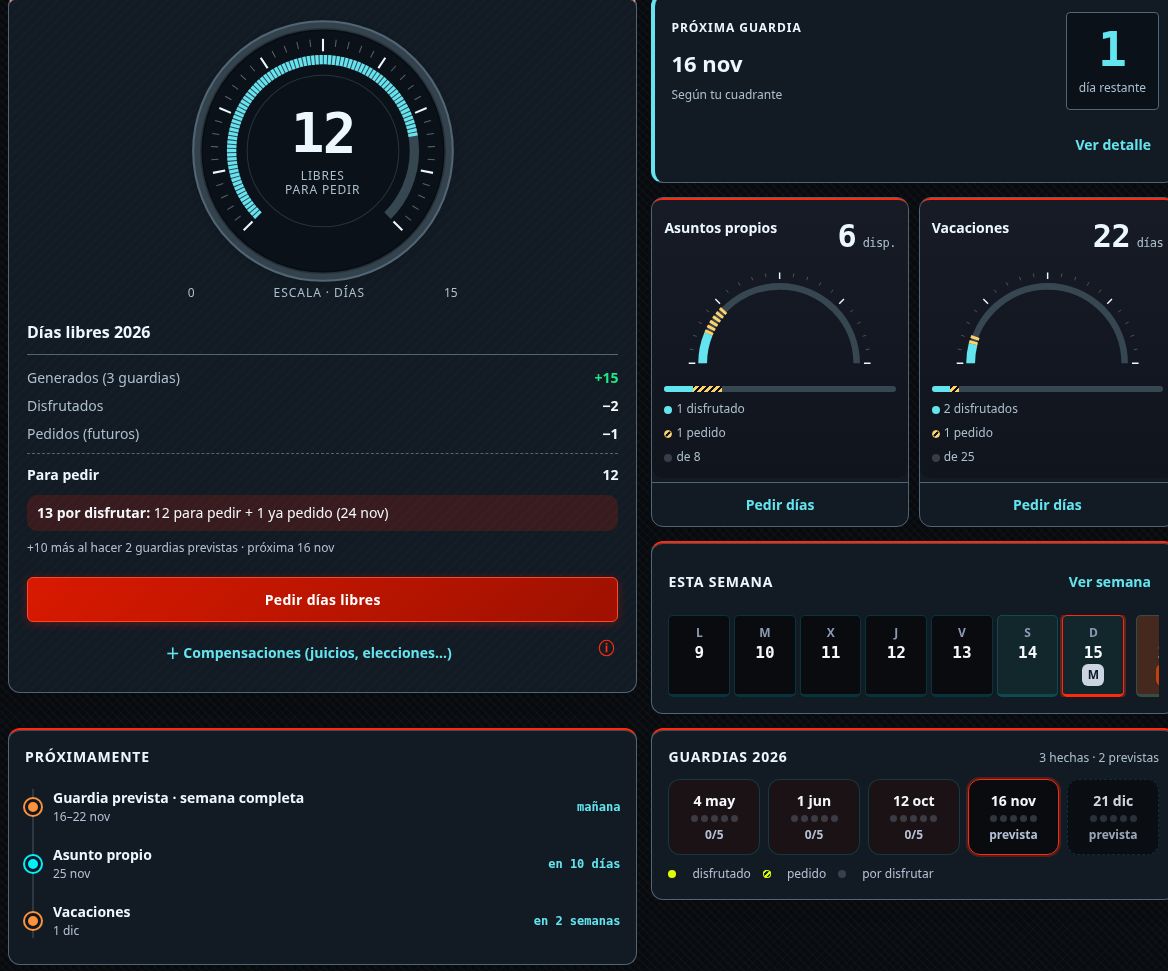 12
LIBRES
PARA PEDIR
0
ESCALA · DÍAS
15
Días libres 2026
Generados (3 guardias)
+15
Disfrutados
−2
Pedidos (futuros)
−1
Para pedir
12
13 por disfrutar: 12 para pedir + 1 ya pedido (24 nov)
+10 más al hacer 2 guardias previstas · próxima 16 nov
Pedir días libres
+ Compensaciones (juicios, elecciones...)
PRÓXIMAMENTE
Guardia prevista · semana completa
16–22 nov
mañana
Asunto propio
25 nov
en 10 días
Vacaciones
1 dic
en 2 semanas
PRÓXIMA GUARDIA
16 nov
Según tu cuadrante
1
día restante
Ver detalle
Asuntos propios
6 disp.
1 disfrutado
1 pedido
de 8
Pedir días
Vacaciones
22 días
2 disfrutados
1 pedido
de 25
Pedir días
ESTA SEMANA
Ver semana
L
9
M
10
X
11
J
12
V
13
S
14
D
15
M
GUARDIAS 2026
3 hechas · 2 previstas
4 may
0/5
1 jun
0/5
12 oct
0/5
16 nov
prevista
21 dic
prevista
disfrutado
pedido
por disfrutar